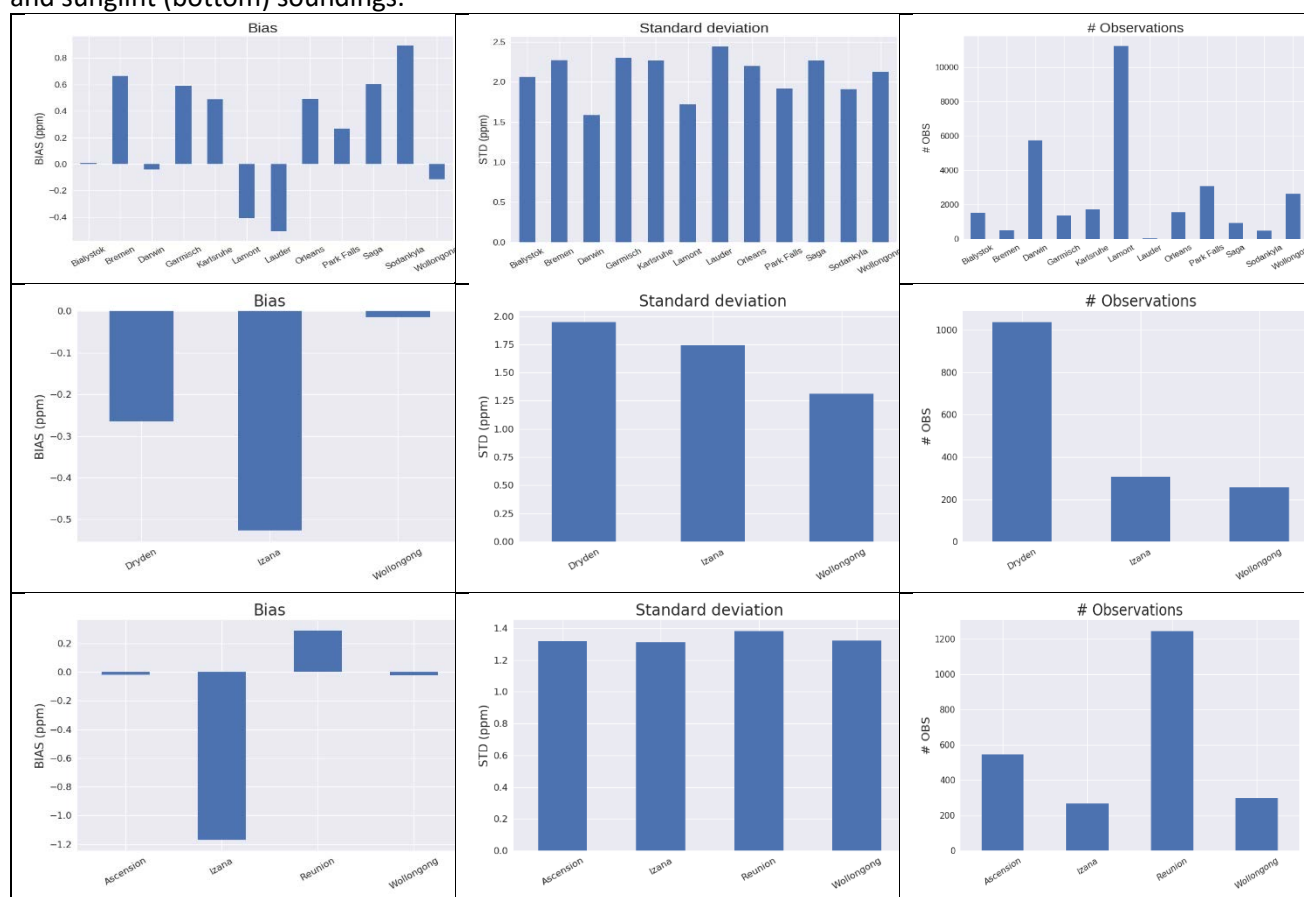 and sunglint (bottom) soundings.
Bias
0.8
0.6
0.4
0.2
0.0
−0.2
−0.4
BIAS (ppm)
Bialystok
Bremen
Darwin
Garmisch
Karlsruhe
Lamont
Lauder
Orleans
Park Falls
Saga
Sodankyla
Wollongong
Standard deviation
2.5
2.0
1.5
1.0
0.5
0.0
STD (ppm)
Bialystok
Bremen
Darwin
Germisch
Karlsruhe
Lamont
Lauder
Orleans
Park Falls
Saga
Sodankyla
Wollongong
# Observations
10000
8000
6000
4000
2000
0
# OBS
Bialystok
Bremen
Darwin
Garmisch
Karlsruhe
Lamont
Lauder
Orleans
Park Falls
Saga
Sodankyla
Wollongong
Bias
0.0
−0.1
−0.2
−0.3
−0.4
−0.5
BIAS (ppm)
Dryden
Izana
Wollongong
Standard deviation
2.00
1.75
1.50
1.25
1.00
0.75
0.50
0.25
0.00
STD (ppm)
Dryden
Izana
Wollongong
# Observations
1000
800
600
400
200
0
# OBS
Dryden
Izana
Wollongong
Bias
0.2
0.0
−0.2
−0.4
−0.6
−0.8
−1.0
−1.2
BIAS (ppm)
Ascension
Izana
Reunion
Wollongong
Standard deviation
1.4
1.2
1.0
0.8
0.6
0.4
0.2
0.0
STD (ppm)
Ascension
Izana
Reunion
Wollongong
# Observations
1200
1000
800
600
400
200
0
# OBS
Ascension
Izana
Reunion
Wollongong